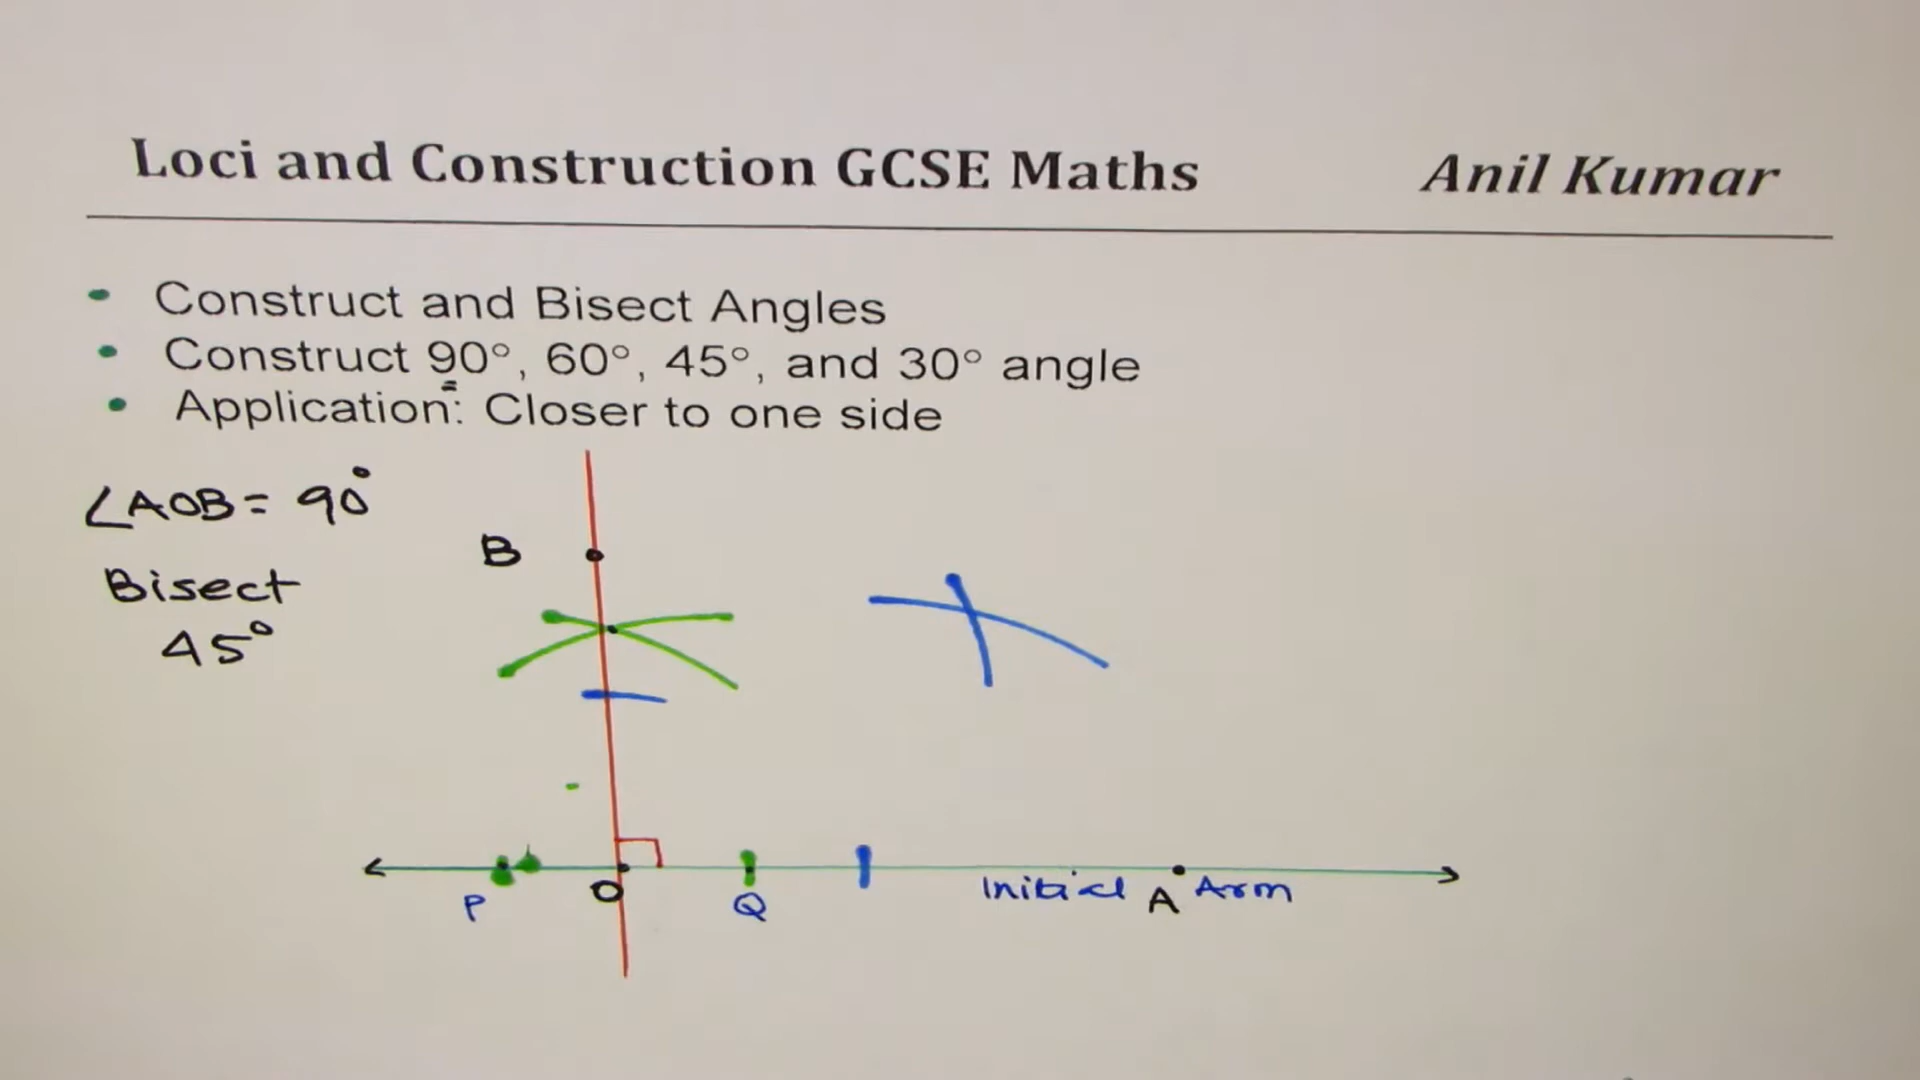 Loci and Construction GCSE Maths Anil Kumar
• Construct and Bisect Angles
• Construct 90°, 60°, 45°, and 30° angle
• Application: Closer to one side
∠AOB = 90°
B
Bisect
45°
P O Q Initial A Arm